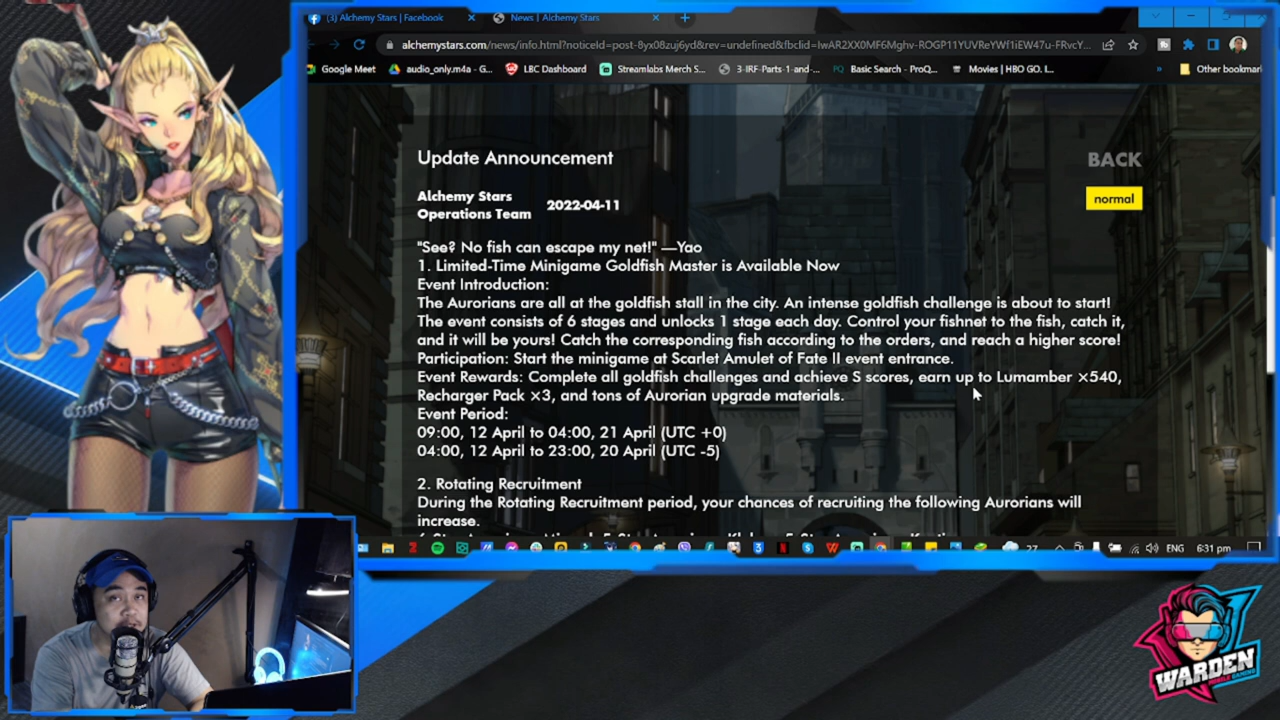 (3) Alchemy Stars | Facebook
News | Alchemy Stars
alchemystars.com/news/info.html?noticeId=post-8yx08zuj6yd&rev=undefined&fbclid=IwAR2XX0MF6Mghv-ROGP11YUVReYWf1iEW47u-FRvcY...
Google Meet
audio_only.m4a - G...
LBC Dashboard
Streamlabs Merch S...
3-IRF-Parts-1-and-...
Basic Search - ProQ...
Movies | HBO GO. I...
»
Other bookmar
Update Announcement
BACK
Alchemy Stars
Operations Team
2022-04-11
normal
"See? No fish can escape my net!" —Yao
1. Limited-Time Minigame Goldfish Master is Available Now
Event Introduction:
The Aurorians are all at the goldfish stall in the city. An intense goldfish challenge is about to start!
The event consists of 6 stages and unlocks 1 stage each day. Control your fishnet to the fish, catch it,
and it will be yours! Catch the corresponding fish according to the orders, and reach a higher score!
Participation: Start the minigame at Scarlet Amulet of Fate II event entrance.
Event Rewards: Complete all goldfish challenges and achieve S scores, earn up to Lumamber ×540,
Recharger Pack ×3, and tons of Aurorian upgrade materials.
Event Period:
09:00, 12 April to 04:00, 21 April (UTC +0)
04:00, 12 April to 23:00, 20 April (UTC -5)
2. Rotating Recruitment
During the Rotating Recruitment period, your chances of recruiting the following Aurorians will
increase.
27
ENG
6:31 pm
WARDEN
MOBILE GAMING